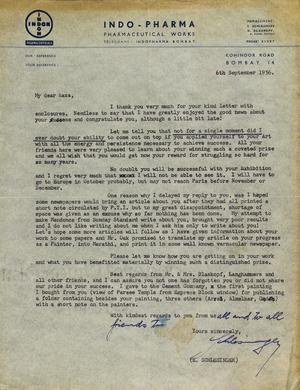 INDO-PHARMA
PHARMACEUTICAL WORKS
TELEGRAMS : INDOPHARMA BOMBAY
INDON
MANAGEMENT:
E. SCHLESINGER
PHONE : 61487
KOHINOOR ROAD
BOMBAY 14
OUR REFERENCE
YOUR REFERENCE
6th September 1956.
My dear Raza,
I thank you very much for your kind letter with
enclosures. Needless to say that I have greatly enjoyed the good news about
your success and congratulate you, although a little bit late!
Let me tell you that not for a single moment did I
ever doubt your ability to come out on top if you applied yourself to your Art
with all the energy and persistence necessary to achieve success. All your
friends here were very pleased to learn about your winning such a coveted prize
and we all wish that you would get now your reward for struggling so hard for
so many years.
No doubt you will be successful with your Exhibition
and I regret very much that I will not be able to see it. I will have to
go to Europe in October probably, but may not reach Paris before November
or December.
One reason why I delayed my reply to you, was I hoped
some newspapers would bring an article about you after they had all printed a
short note circulated by P.T.I. but to my great disappointment, shortage of
space was given as an excuse why so far nothing has been done. My attempt to
make Mendonca from Sunday Standard write about you, brought very poor results
and I do not like writing about me when I ask him only to write about you!
Let's hope some more articles will follow as I have given information about your
work to some papers and Mr. Oak promised to translate my article on your progress
as a Painter, into Marathi, and print it in some well known vernacular newspaper.
Please let me know how you are getting on in your work
and if you have benefited materially by winning such a distinguished prize.
Best regards from Mr. & Mrs. Blaskopf, Langhammers and
all other friends, and I can assure you not one has forgotten you or did not share
our pride in your success. I gave to the Cement Company, a the first painting
I bought from you (view of Parsee Temple from Express Block window) for publishing
a folder containing besides your painting, three others (Ara, Almelkar,
with a short note on the painters.
With kindest regards to you from us all and to all
friends
Yours sincerely,
(E. SCHLESINGER)